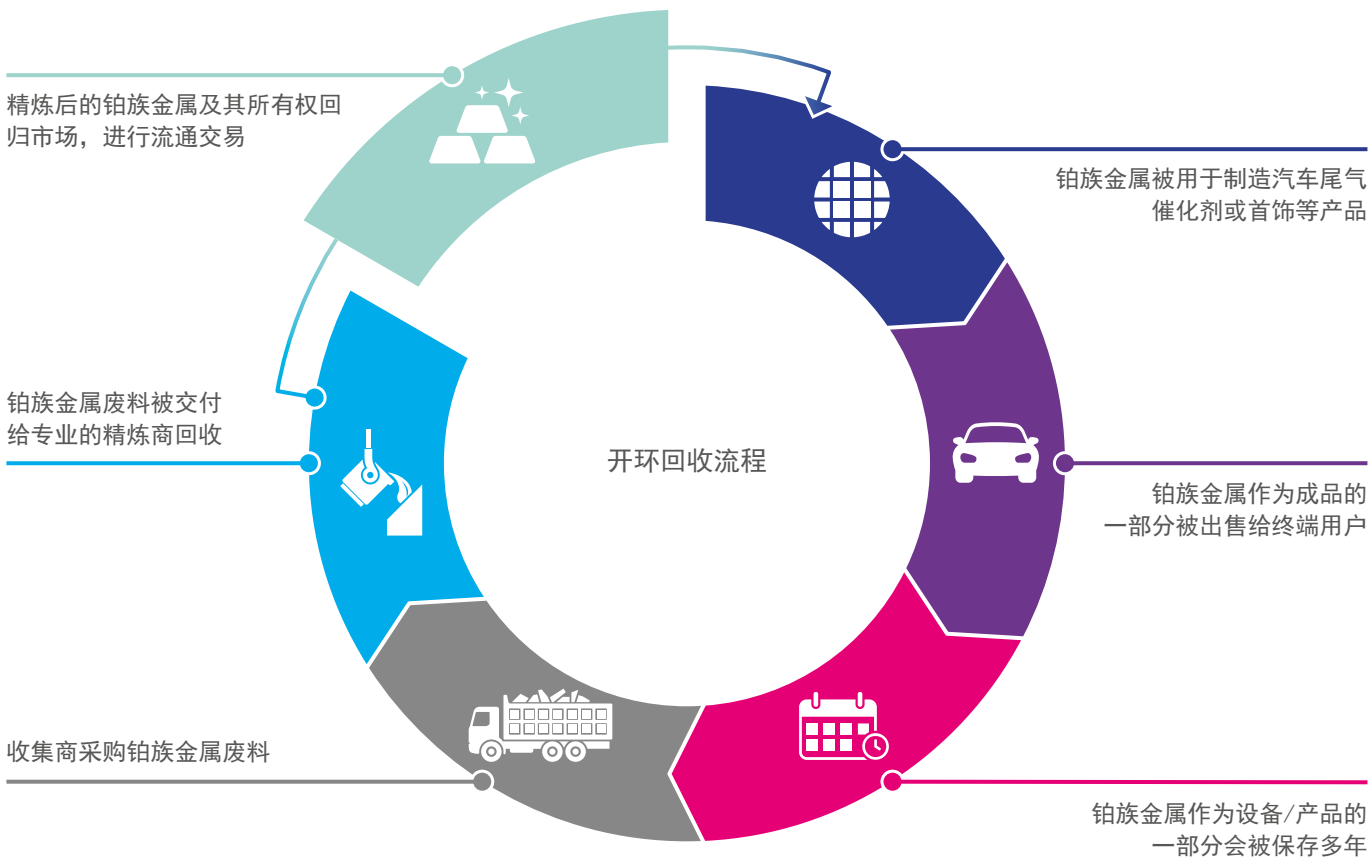 精炼后的铂族金属及其所有权回
归市场，进行流通交易
铂族金属被用于制造汽车尾气
催化剂或首饰等产品
铂族金属废料被交付
给专业的精炼商回收
开环回收流程
铂族金属作为成品的
一部分被出售给终端用户
收集商采购铂族金属废料
铂族金属作为设备/产品的
一部分会被保存多年